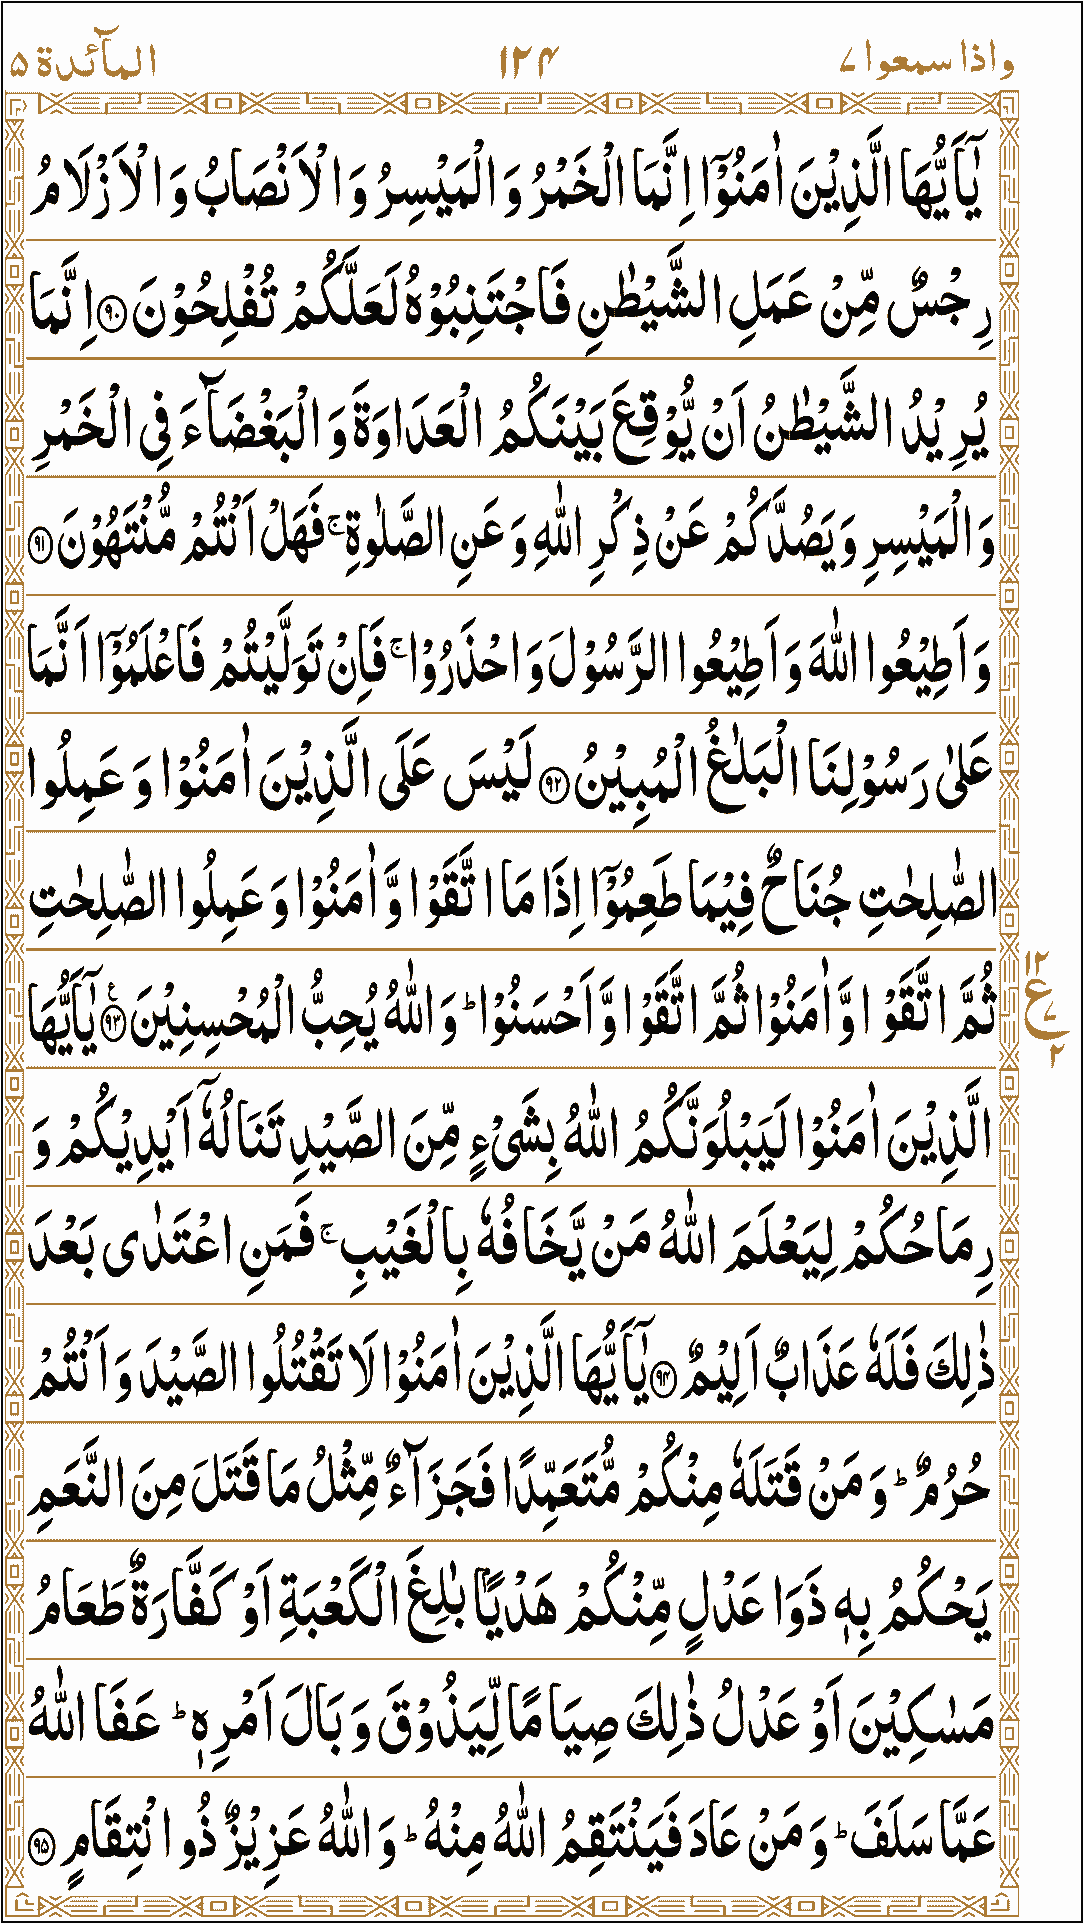 واذا سمعوا ۷ ۱۲۴ المآئدة ۵
يٰۤاَيُّهَا الَّذِيْنَ اٰمَنُوْۤا اِنَّمَا الْخَمْرُ وَالْمَيْسِرُ وَالْاَنْصَابُ وَالْاَزْلَامُ
رِجْسٌ مِّنْ عَمَلِ الشَّيْطٰنِ فَاجْتَنِبُوْهُ لَعَلَّكُمْ تُفْلِحُوْنَ ۹۰ اِنَّمَا
يُرِيْدُ الشَّيْطٰنُ اَنْ يُّوْقِعَ بَيْنَكُمُ الْعَدَاوَةَ وَالْبَغْضَآءَ فِى الْخَمْرِ
وَالْمَيْسِرِ وَيَصُدَّكُمْ عَنْ ذِكْرِ اللّٰهِ وَعَنِ الصَّلٰوةِ ۚ فَهَلْ اَنْتُمْ مُّنْتَهُوْنَ ۹۱
وَاَطِيْعُوا اللّٰهَ وَاَطِيْعُوا الرَّسُوْلَ وَاحْذَرُوْا ۚ فَاِنْ تَوَلَّيْتُمْ فَاعْلَمُوْۤا اَنَّمَا
عَلٰى رَسُوْلِنَا الْبَلٰغُ الْمُبِيْنُ ۹۲ لَيْسَ عَلَى الَّذِيْنَ اٰمَنُوْا وَعَمِلُوا
الصّٰلِحٰتِ جُنَاحٌ فِيْمَا طَعِمُوْۤا اِذَا مَا اتَّقَوْا وَّاٰمَنُوْا وَعَمِلُوا الصّٰلِحٰتِ
ثُمَّ اتَّقَوْا وَّاٰمَنُوْا ثُمَّ اتَّقَوْا وَّاَحْسَنُوْا ؕ وَاللّٰهُ يُحِبُّ الْمُحْسِنِيْنَ ۹۳ ع يٰۤاَيُّهَا
۱۲ ع ۷ ۲
الَّذِيْنَ اٰمَنُوْا لَيَبْلُوَنَّكُمُ اللّٰهُ بِشَىْءٍ مِّنَ الصَّيْدِ تَنَالُهٗۤ اَيْدِيْكُمْ وَ
رِمَاحُكُمْ لِيَعْلَمَ اللّٰهُ مَنْ يَّخَافُهٗ بِالْغَيْبِ ۚ فَمَنِ اعْتَدٰى بَعْدَ
ذٰلِكَ فَلَهٗ عَذَابٌ اَلِيْمٌ ۹۴ يٰۤاَيُّهَا الَّذِيْنَ اٰمَنُوْا لَا تَقْتُلُوا الصَّيْدَ وَاَنْتُمْ
حُرُمٌ ؕ وَمَنْ قَتَلَهٗ مِنْكُمْ مُّتَعَمِّدًا فَجَزَآءٌ مِّثْلُ مَا قَتَلَ مِنَ النَّعَمِ
يَحْكُمُ بِهٖ ذَوَا عَدْلٍ مِّنْكُمْ هَدْيًاۢ بٰلِغَ الْكَعْبَةِ اَوْ كَفَّارَةٌ طَعَامُ
مَسٰكِيْنَ اَوْ عَدْلُ ذٰلِكَ صِيَامًا لِّيَذُوْقَ وَبَالَ اَمْرِهٖ ؕ عَفَا اللّٰهُ
عَمَّا سَلَفَ ؕ وَمَنْ عَادَ فَيَنْتَقِمُ اللّٰهُ مِنْهُ ؕ وَاللّٰهُ عَزِيْزٌ ذُو انْتِقَامٍ ۹۵